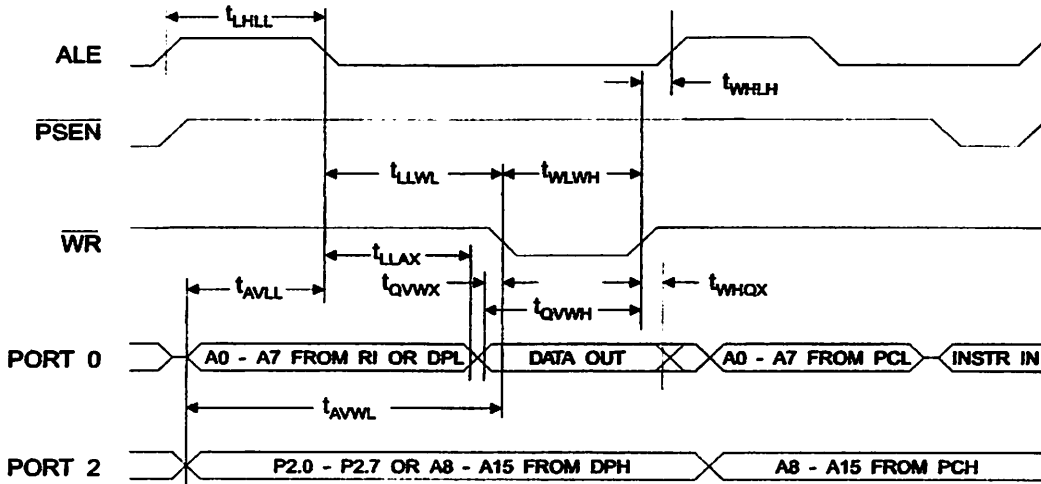 tLHLL
ALE
tWHLH
PSEN
tLLWL
tWLWH
WR
tLLAX
tAVLL
tQVWX
tWHQX
tQVWH
PORT 0
A0 - A7 FROM RI OR DPL
DATA OUT
A0 - A7 FROM PCL
INSTR IN
tAVWL
PORT 2
P2.0 - P2.7 OR A8 - A15 FROM DPH
A8 - A15 FROM PCH